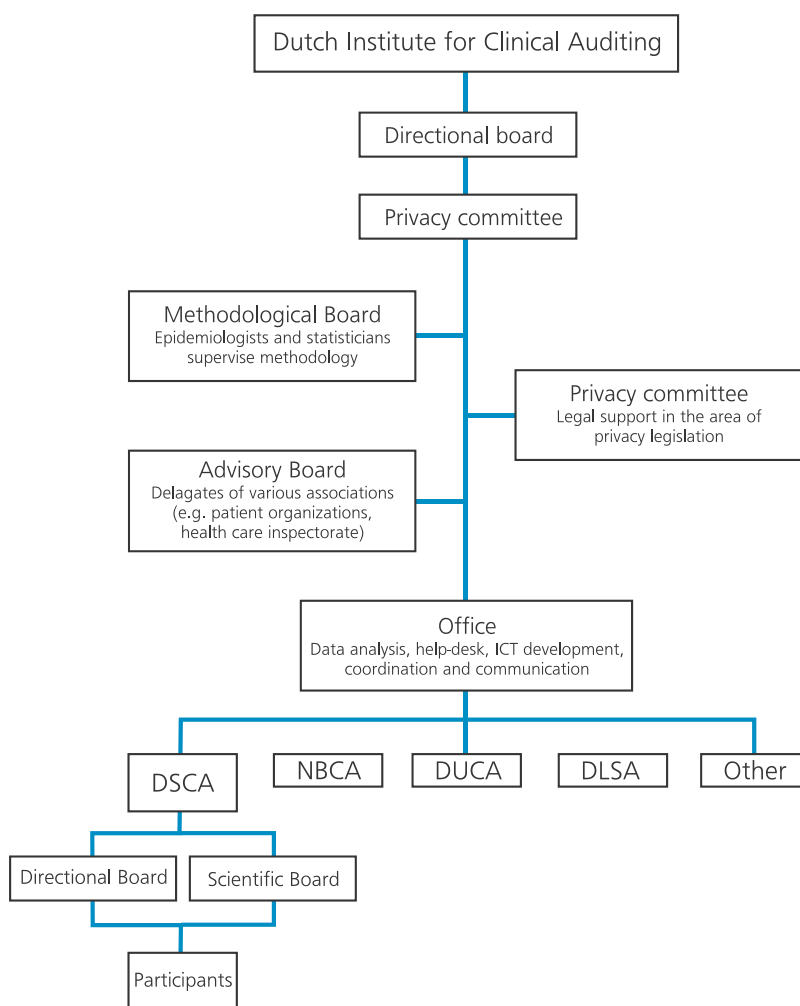 Dutch Institute for Clinical Auditing
Directional board
Privacy committee
Methodological Board
Epidemiologists and statisticians
supervise methodology
Privacy committee
Legal support in the area of
privacy legislation
Advisory Board
Delagates of various associations
(e.g. patient organizations,
health care inspectorate)
Office
Data analysis, help-desk, ICT development,
coordination and communication
DSCA
NBCA
DUCA
DLSA
Other
Directional Board
Scientific Board
Participants